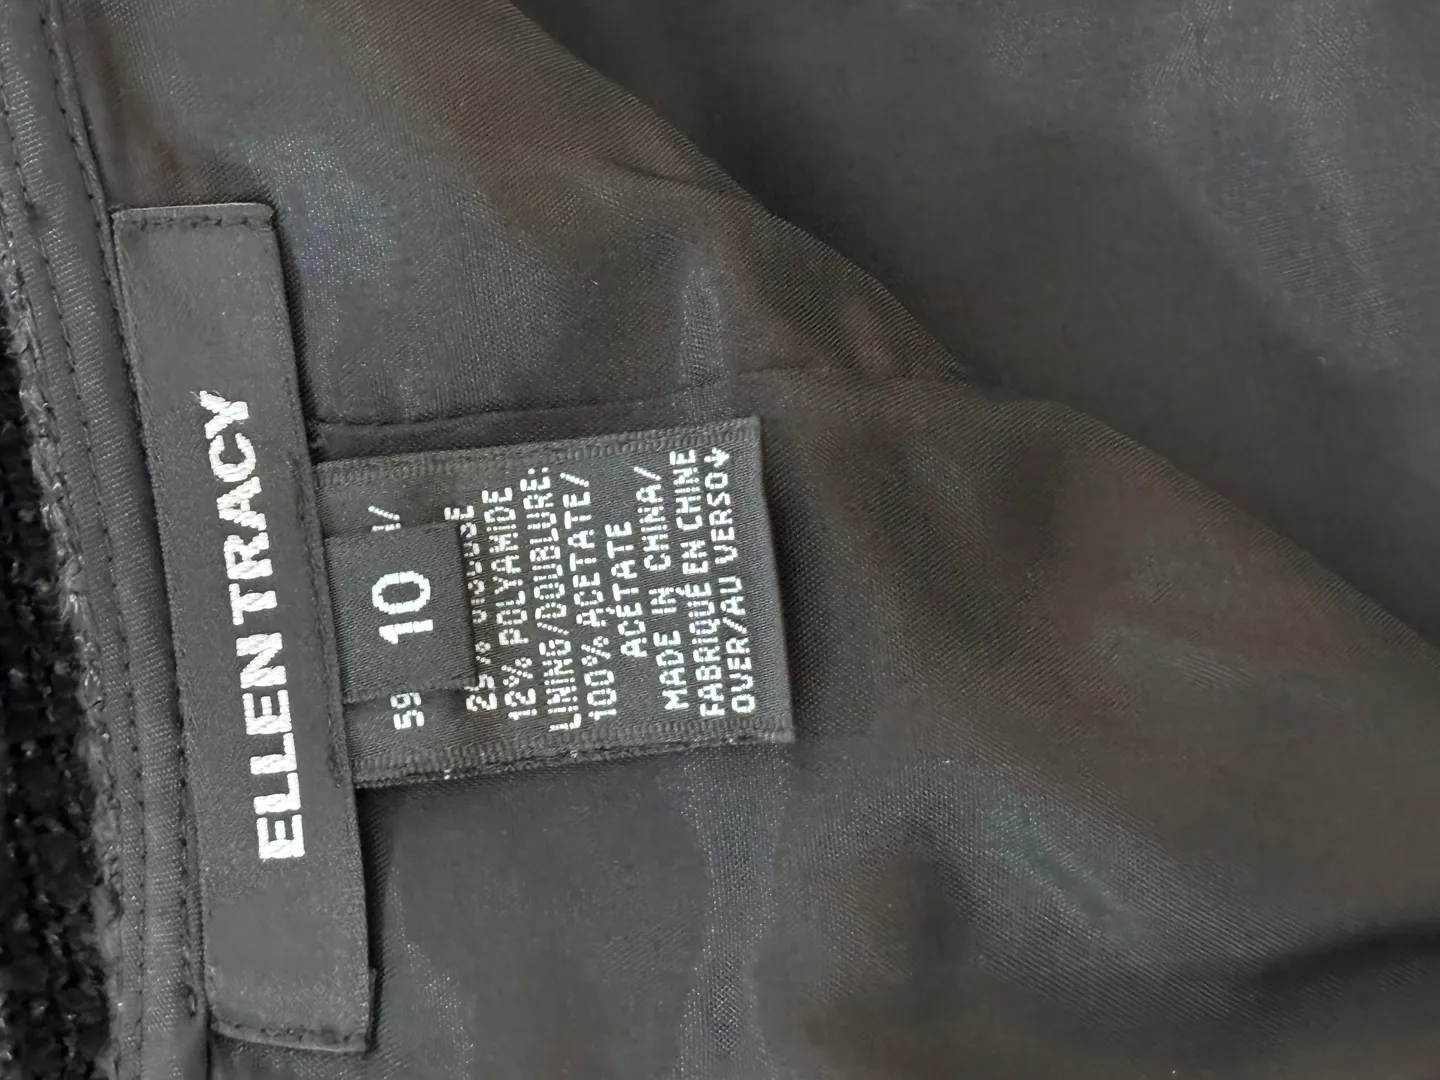 ELLEN TRACY
10
59
12% POLYAMIDE
LINING/DOUBLURE:
100% ACETATE/
ACÉTATE
MADE IN CHINA/
FABRIQUÉ EN CHINE
OVER/AU VERSO↓